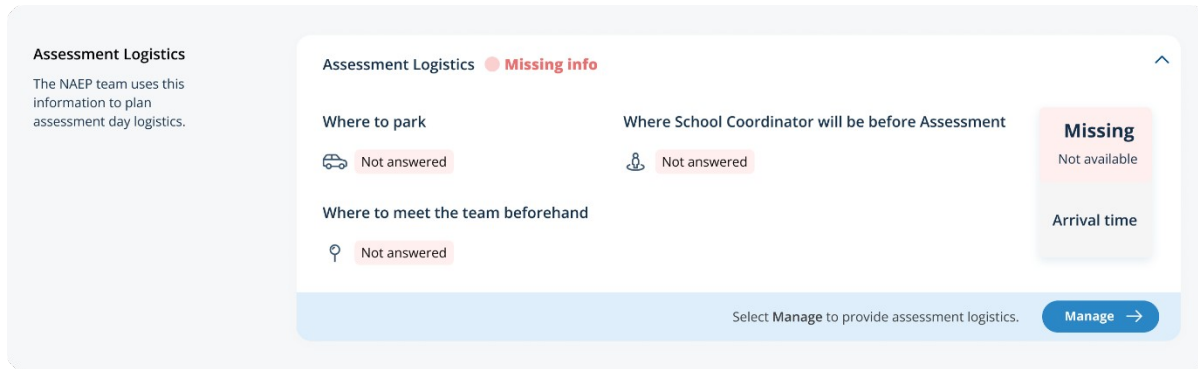 Assessment Logistics
The NAEP team uses this
information to plan
assessment day logistics.
Assessment Logistics Missing info
Where to park
Not answered
Where School Coordinator will be before Assessment
Not answered
Where to meet the team beforehand
Not answered
Missing
Not available
Arrival time
Select Manage to provide assessment logistics.
Manage →